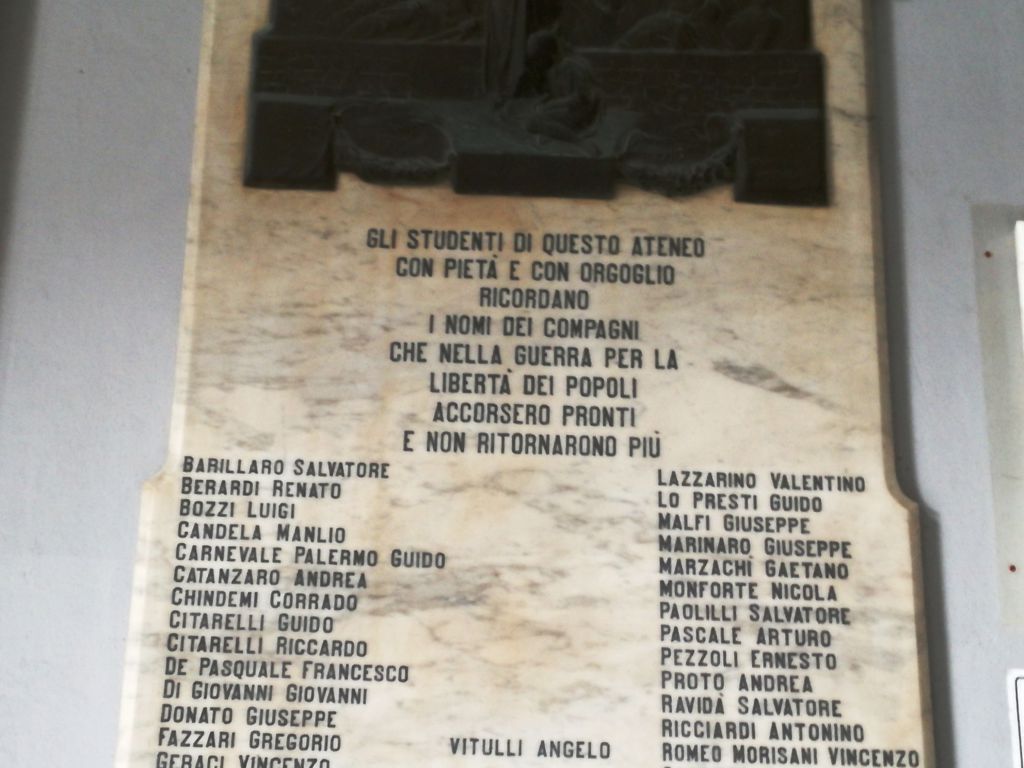 GLI STUDENTI DI QUESTO ATENEO
CON PIETÀ E CON ORGOGLIO
RICORDANO
I NOMI DEI COMPAGNI
CHE NELLA GUERRA PER LA
LIBERTÀ DEI POPOLI
ACCORSERO PRONTI
E NON RITORNARONO PIÙ
BARILLARO SALVATORE
BERARDI RENATO
BOZZI LUIGI
CANDELA MANLIO
CARNEVALE PALERMO GUIDO
CATANZARO ANDREA
CHINDEMI CORRADO
CITARELLI GUIDO
CITARELLI RICCARDO
DE PASQUALE FRANCESCO
DI GIOVANNI GIOVANNI
DONATO GIUSEPPE
FAZZARI GREGORIO
GERACI VINCENZO
VITULLI ANGELO
LAZZARINO VALENTINO
LO PRESTI GUIDO
MALFI GIUSEPPE
MARINARO GIUSEPPE
MARZACHÌ GAETANO
MONFORTE NICOLA
PAOLILLI SALVATORE
PASCALE ARTURO
PEZZOLI ERNESTO
PROTO ANDREA
RAVIDÀ SALVATORE
RICCIARDI ANTONINO
ROMEO MORISANI VINCENZO